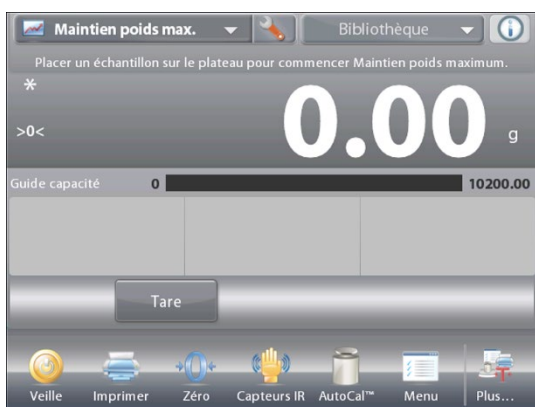 Maintien poids max.
Bibliothèque
Placer un échantillon sur le plateau pour commencer Maintien poids maximum.
*
>0<
0.00 g
Guide capacité 0 10200.00
Tare
Veille Imprimer Zéro Capteurs IR AutoCal™ Menu Plus...